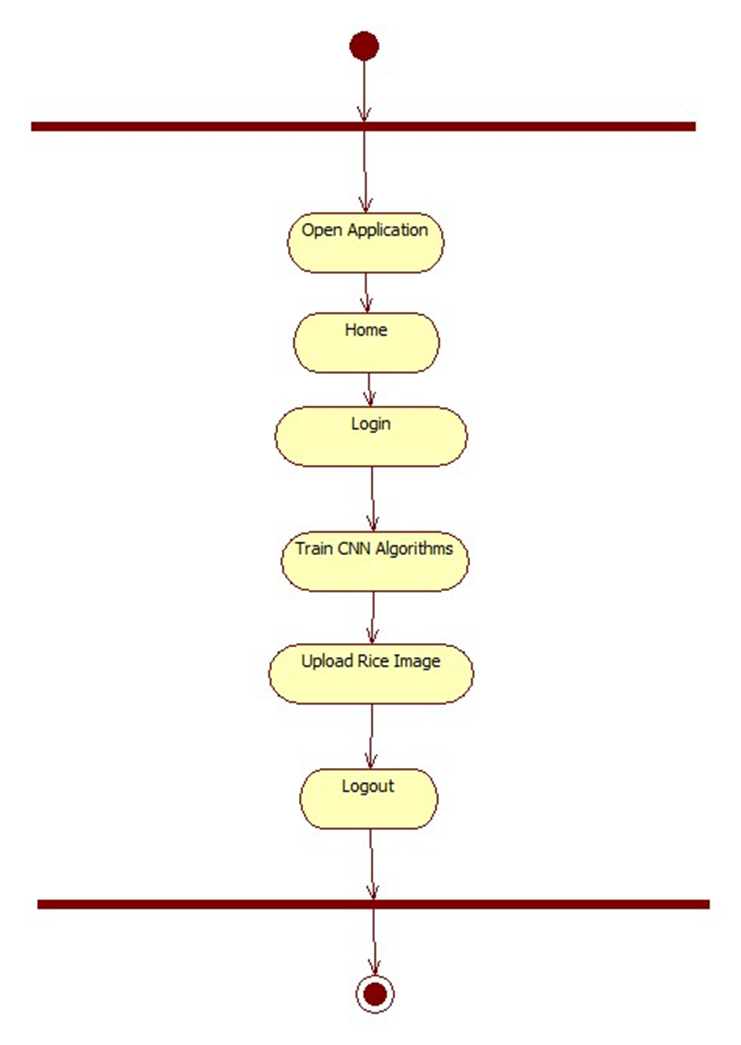 Open Application
Home
Login
Train CNN Algorithms
Upload Rice Image
Logout